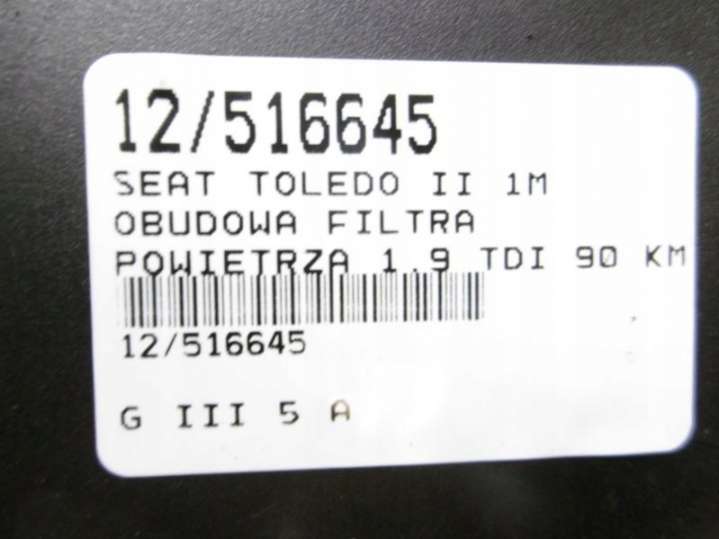 12/516645
SEAT TOLEDO II 1M
OBUDOWA FILTRA
POWIETRZA 1.9 TDI 90 KM
12/516645
G III 5 A